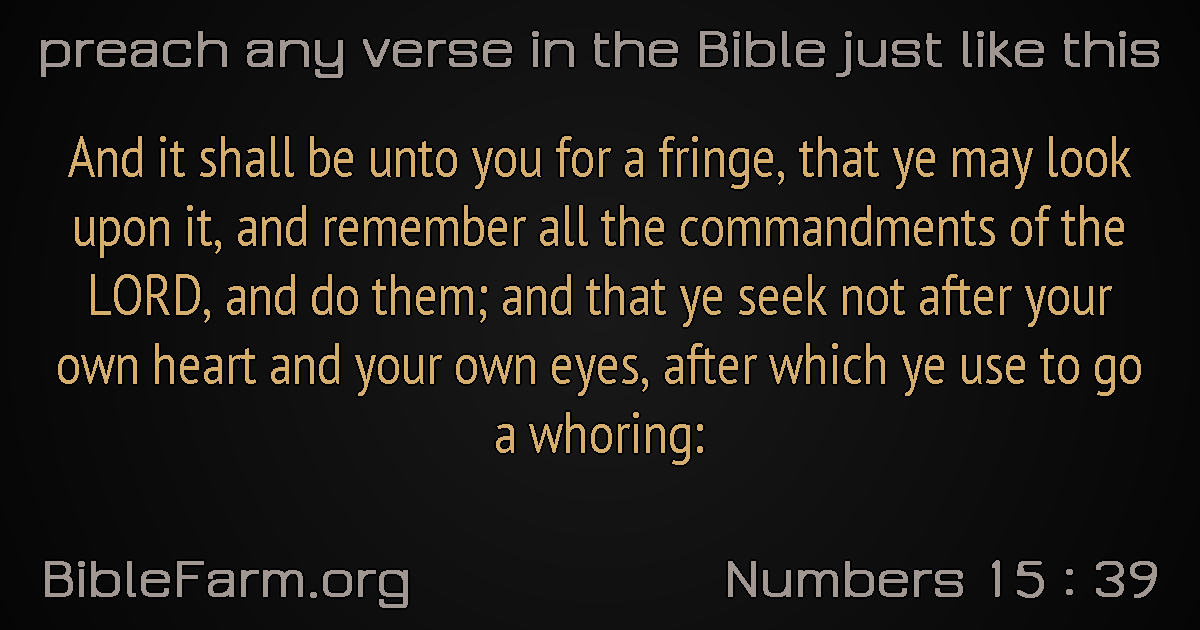 preach any verse in the Bible just like this
And it shall be unto you for a fringe, that ye may look
upon it, and remember all the commandments of the
LORD, and do them; and that ye seek not after your
own heart and your own eyes, after which ye use to go
a whoring:
BibleFarm.org
Numbers 15 : 39